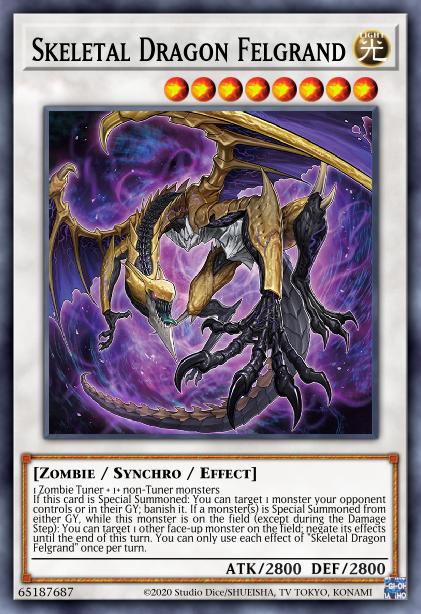 SKELETAL DRAGON FELGRAND
LIGHT
光
[ZOMBIE / SYNCHRO / EFFECT]
1 Zombie Tuner + 1+ non-Tuner monsters
If this card is Special Summoned: You can target 1 monster your opponent
controls or in their GY; banish it. If a monster(s) is Special Summoned from
either GY, while this monster is on the field (except during the Damage
Step): You can target 1 other face-up monster on the field; negate its effects
until the end of this turn. You can only use each effect of "Skeletal Dragon
Felgrand" once per turn.
ATK/2800 DEF/2800
65187687
©2020 Studio Dice/SHUEISHA, TV TOKYO, KONAMI